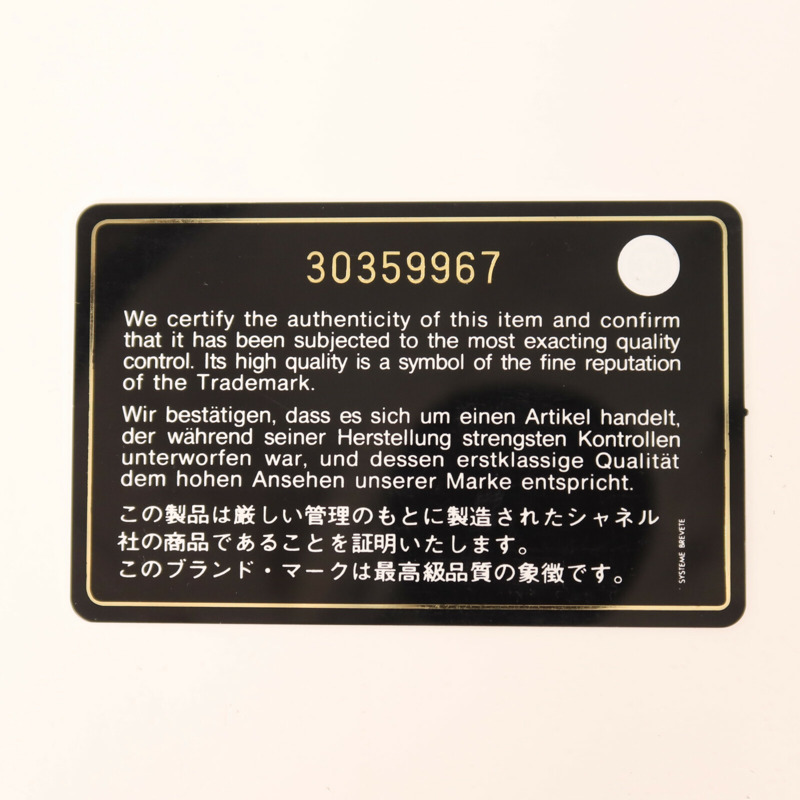 30359967
We certify the authenticity of this item and confirm
that it has been subjected to the most exacting quality
control. Its high quality is a symbol of the fine reputation
of the Trademark.
Wir bestätigen, dass es sich um einen Artikel handelt,
der während seiner Herstellung strengsten Kontrollen
unterworfen war, und dessen erstklassige Qualität
dem hohen Ansehen unserer Marke entspricht.
この製品は厳しい管理のもとに製造されたシャネル
社の商品であることを証明いたします。
このブランド・マークは最高級品質の象徴です。
SYSTEME BREVETE